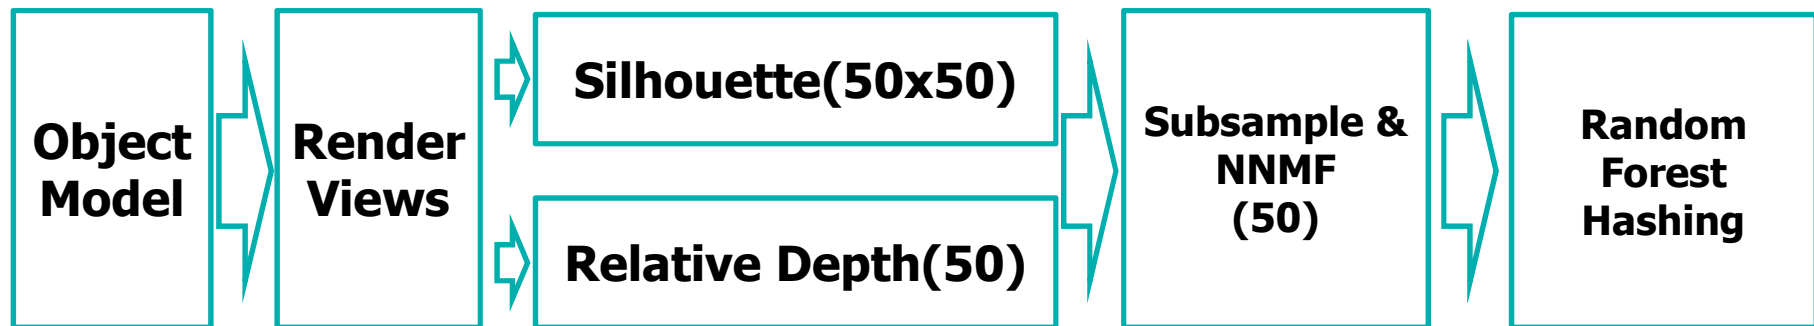 Object
Model
Render
Views
Silhouette(50x50)
Relative Depth(50)
Subsample &
NNMF
(50)
Random
Forest
Hashing